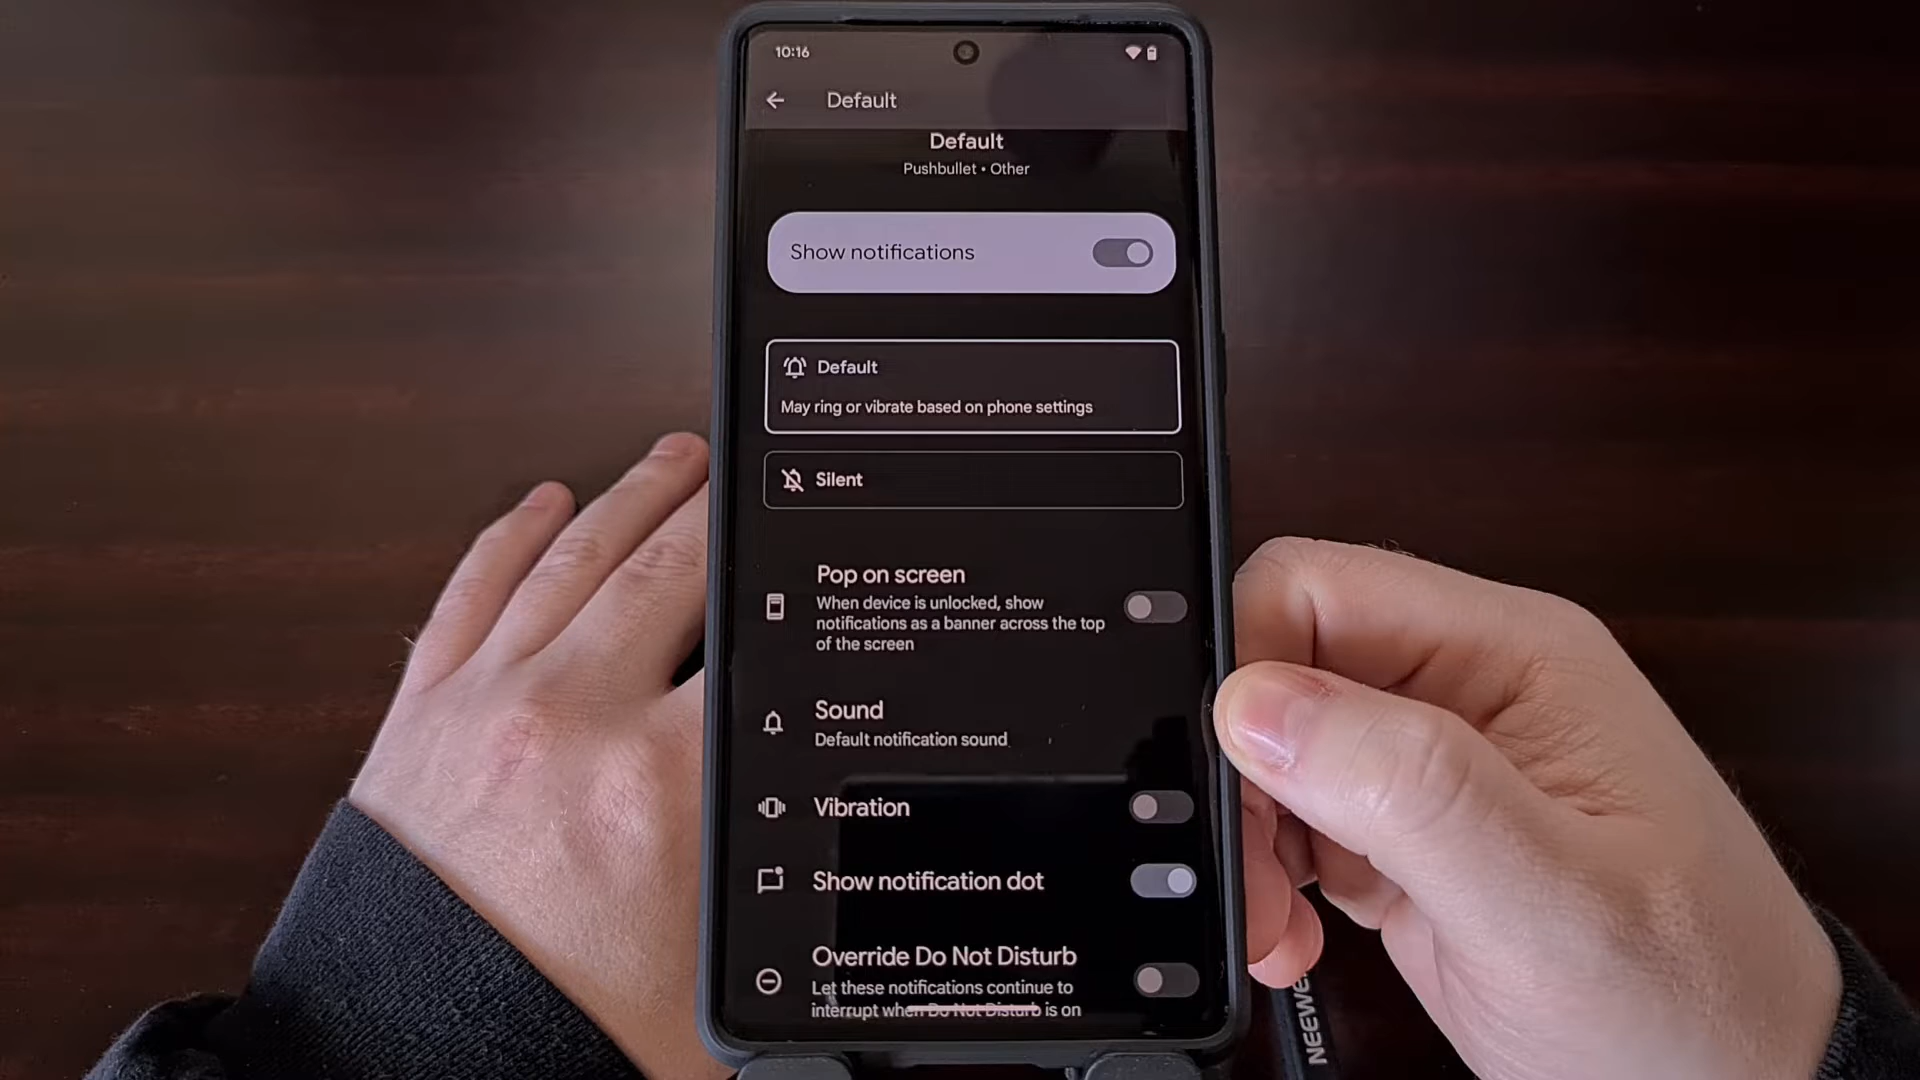 10:16
Default
Default
Pushbullet • Other
Show notifications
Default
May ring or vibrate based on phone settings
Silent
Pop on screen
When device is unlocked, show
notifications as a banner across the top
of the screen
Sound
Default notification sound
Vibration
Show notification dot
Override Do Not Disturb
Let these notifications continue to
interrupt when Do Not Disturb is on
NEEWE